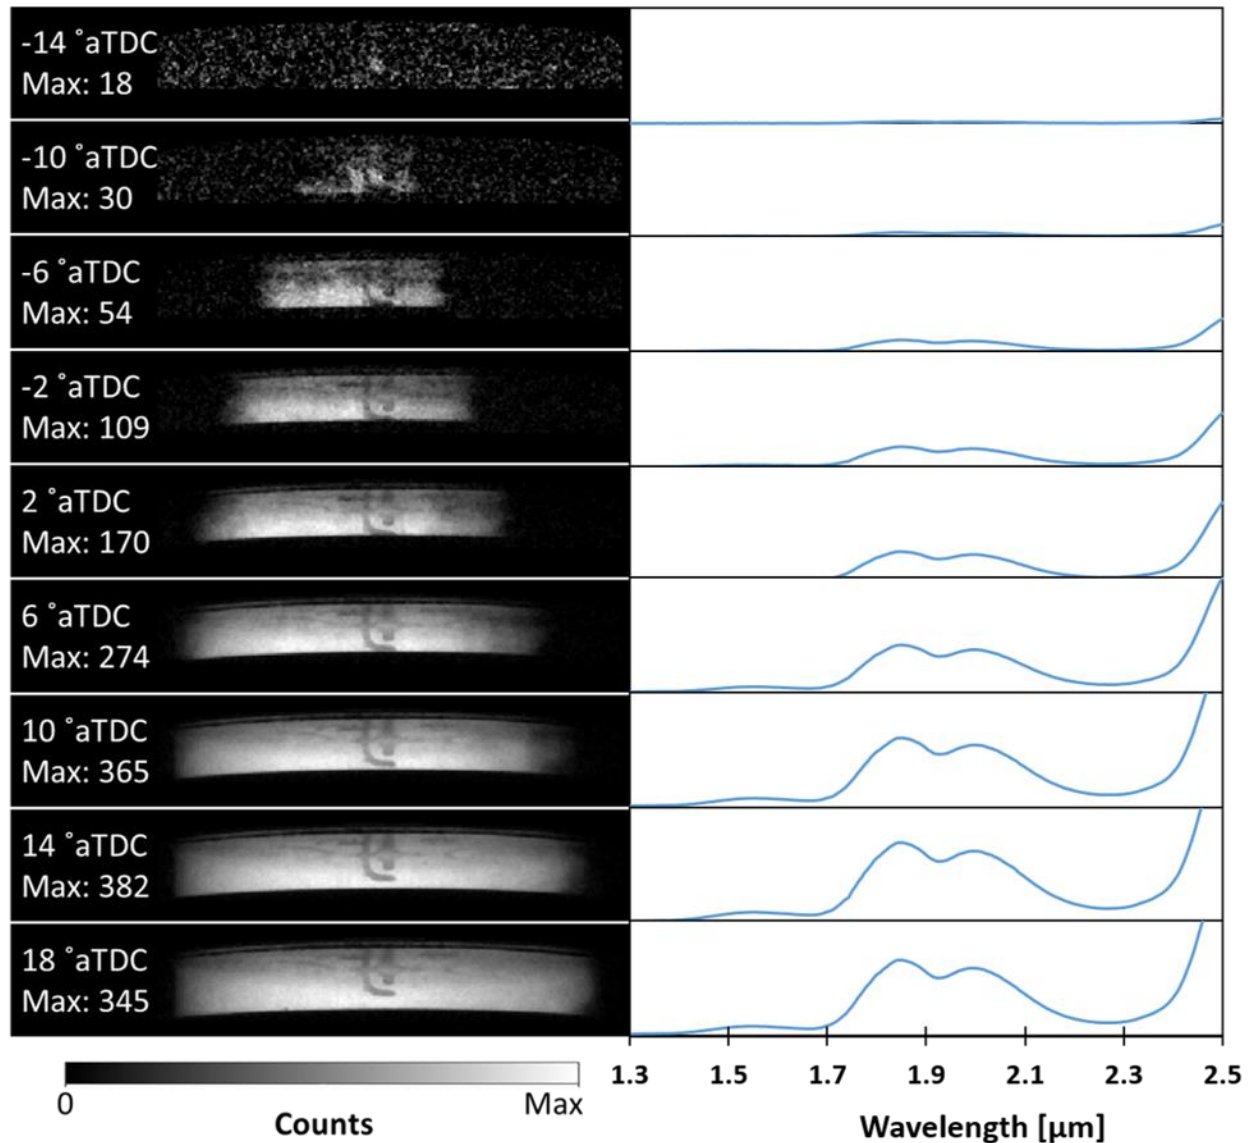 -14 ˚aTDC
Max: 18
-10 ˚aTDC
Max: 30
-6 ˚aTDC
Max: 54
-2 ˚aTDC
Max: 109
2 ˚aTDC
Max: 170
6 ˚aTDC
Max: 274
10 ˚aTDC
Max: 365
14 ˚aTDC
Max: 382
18 ˚aTDC
Max: 345
0 Max
Counts
1.3 1.5 1.7 1.9 2.1 2.3 2.5
Wavelength [μm]